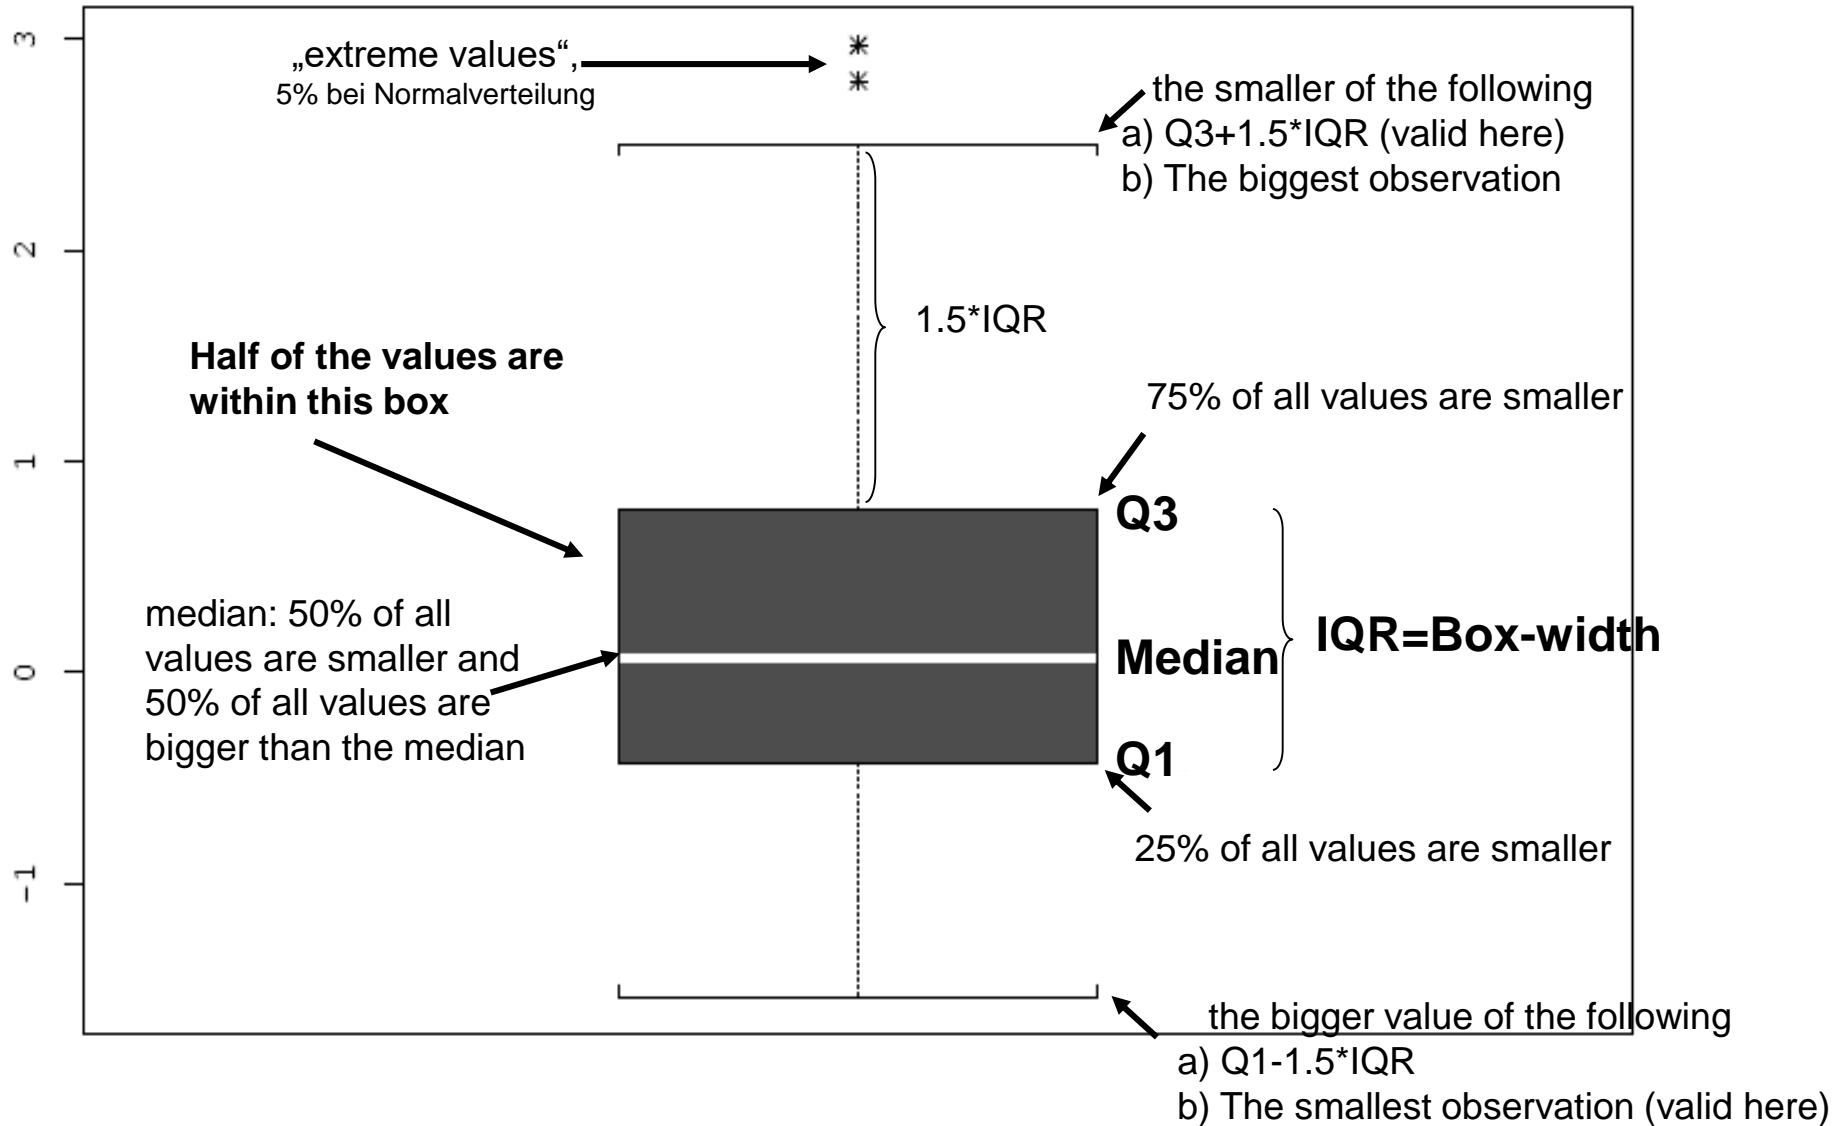 3
„extreme values“,
5% bei Normalverteilung
the smaller of the following
a) Q3+1.5*IQR (valid here)
b) The biggest observation
2
1.5*IQR
Half of the values are
within this box
75% of all values are smaller
1
Q3
median: 50% of all
values are smaller and
50% of all values are
bigger than the median
IQR=Box-width
Median
0
Q1
25% of all values are smaller
-1
the bigger value of the following
a) Q1-1.5*IQR
b) The smallest observation (valid here)